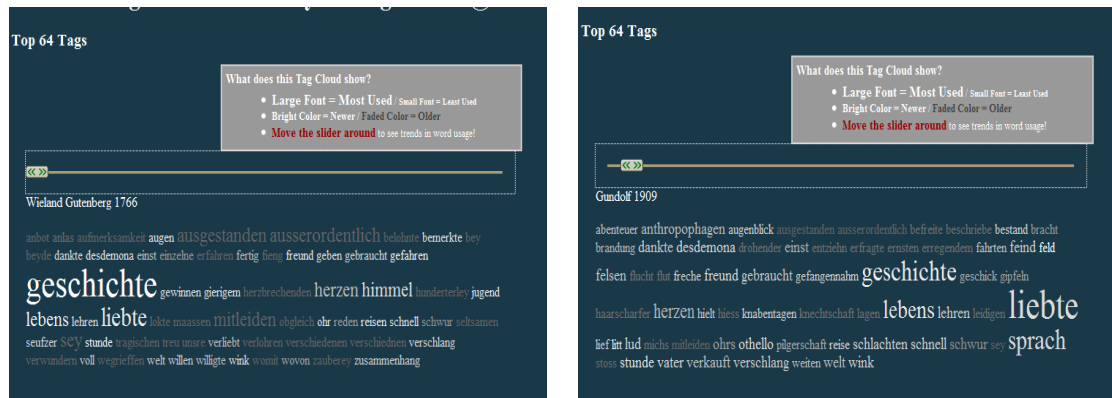 Top 64 Tags
What does this Tag Cloud show?
Large Font = Most Used / Small Font = Least Used
Bright Color = Newer / Faded Color = Older
Move the slider around to see trends in word usage!
Wieland Gutenberg 1766
anbot anlas aufmerksamkeit augen ausgestanden ausserordentlich belohnte bemerkte bey
beyde dankte desdemona einst einzelne erfahren fertig fieng freund geben gebraucht gefahren
geschichte gewinnen gierigem herzbrechenden herzen himmel hunderterley jugend
lebens lehren liebte lokte maassen mitleiden obgleich ohr reden reisen schnell schwur seltsamen
seufzer sey stunde tragischen treu unsre verliebt verlohren verschiedenen verschiednen verschlang
verwundern voll wegrieffen welt willen willigte wink womit wovon zauberey zusammenhang
Top 64 Tags
What does this Tag Cloud show?
Large Font = Most Used / Small Font = Least Used
Bright Color = Newer / Faded Color = Older
Move the slider around to see trends in word usage!
Gundolf 1909
abenteuer anthropophagen augenblick ausgestanden ausserordentlich befreite beschriebe bestand bracht
brandung dankte desdemona drohender einst entziehn erfragte ernsten erregendem fahrten feind feld
felsen flucht flut freche freund gebraucht gefangennahm geschichte geschick gipfeln
haarscharfer herzen hielt hiess knabentagen knechtschaft lagen lebens lehren leidigen liebte
lief litt lud michs mitleiden ohrs othello pilgerschaft reise schlachten schnell schwur sey sprach
stoss stunde vater verkauft verschlang weiten welt wink